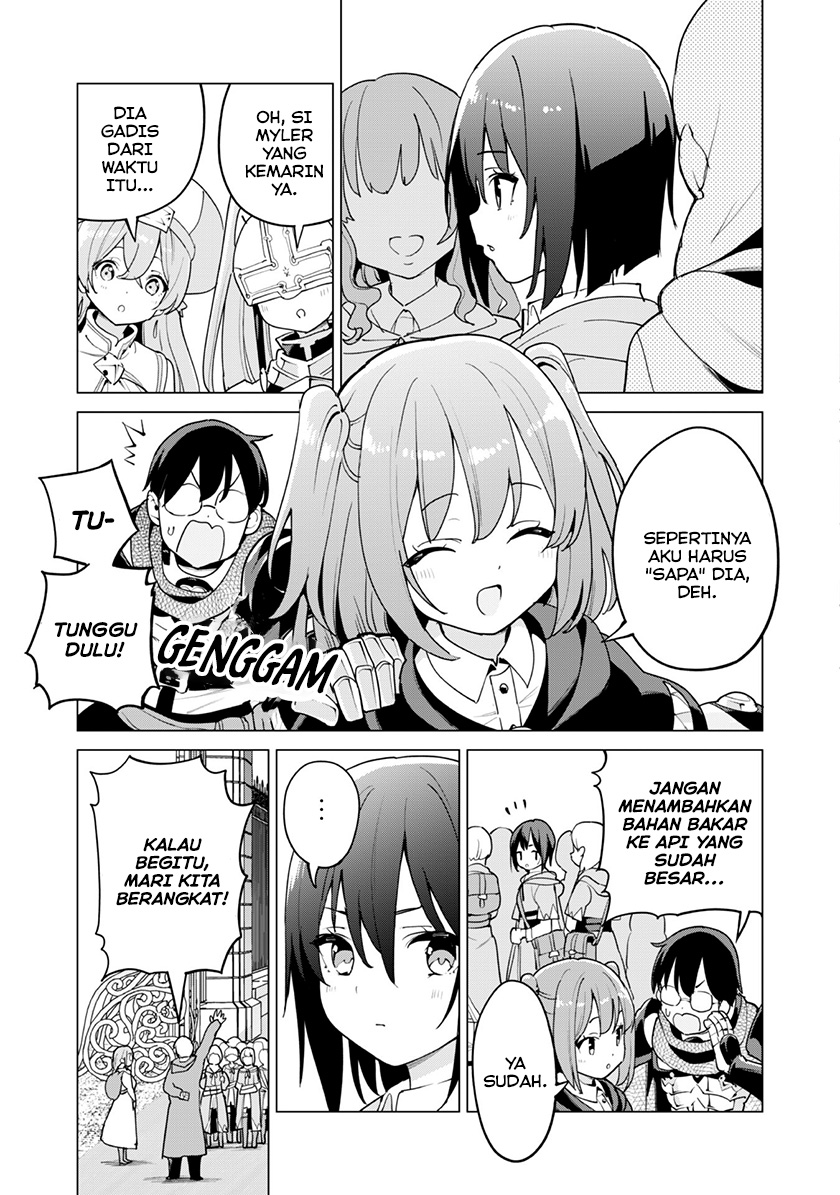 OH, SI
MYLER
YANG
KEMARIN
YA.
DIA
GADIS
DARI
WAKTU
ITU...
SEPERTINYA
AKU HARUS
"SAPA" DIA,
DEH.
TU-
TUNGGU
DULU!
GENGGAM
JANGAN
MENAMBAHKAN
BAHAN BAKAR
KE API YANG
SUDAH
BESAR...
YA
SUDAH.
...
KALAU
BEGITU,
MARI KITA
BERANGKAT!